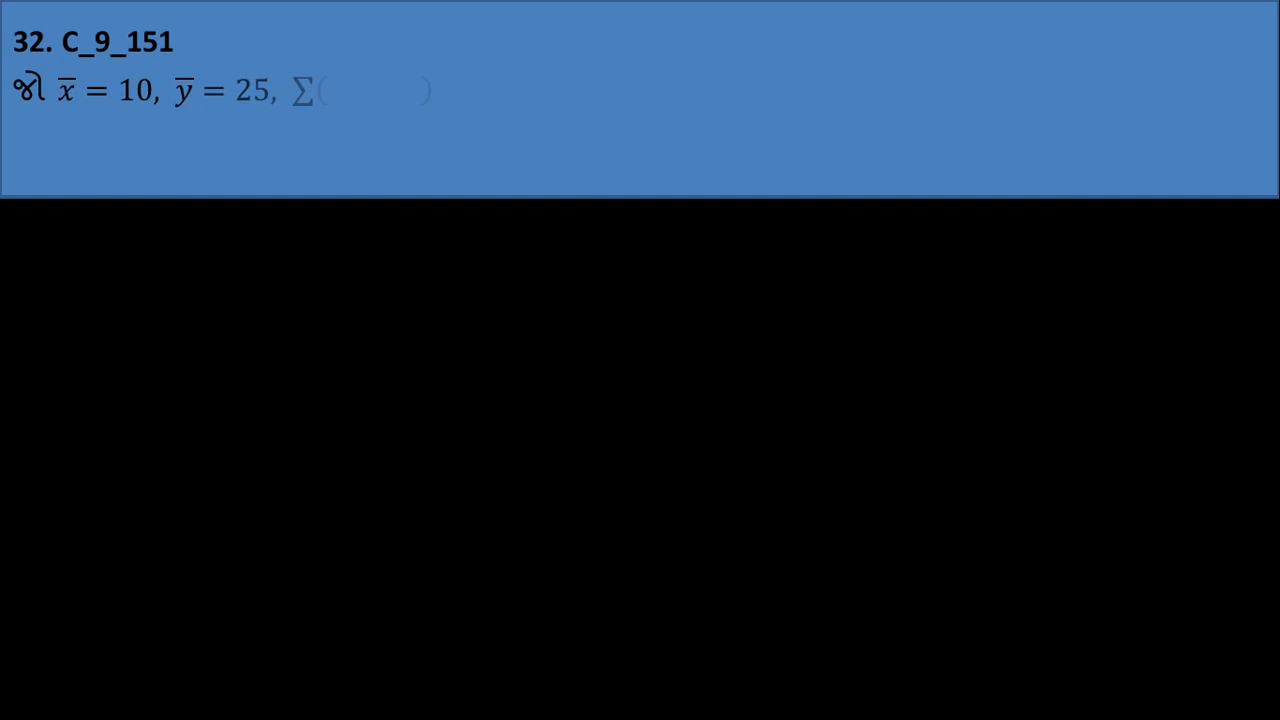 32. C_9_151
જો x̅ = 10, y̅ = 25, ∑( )